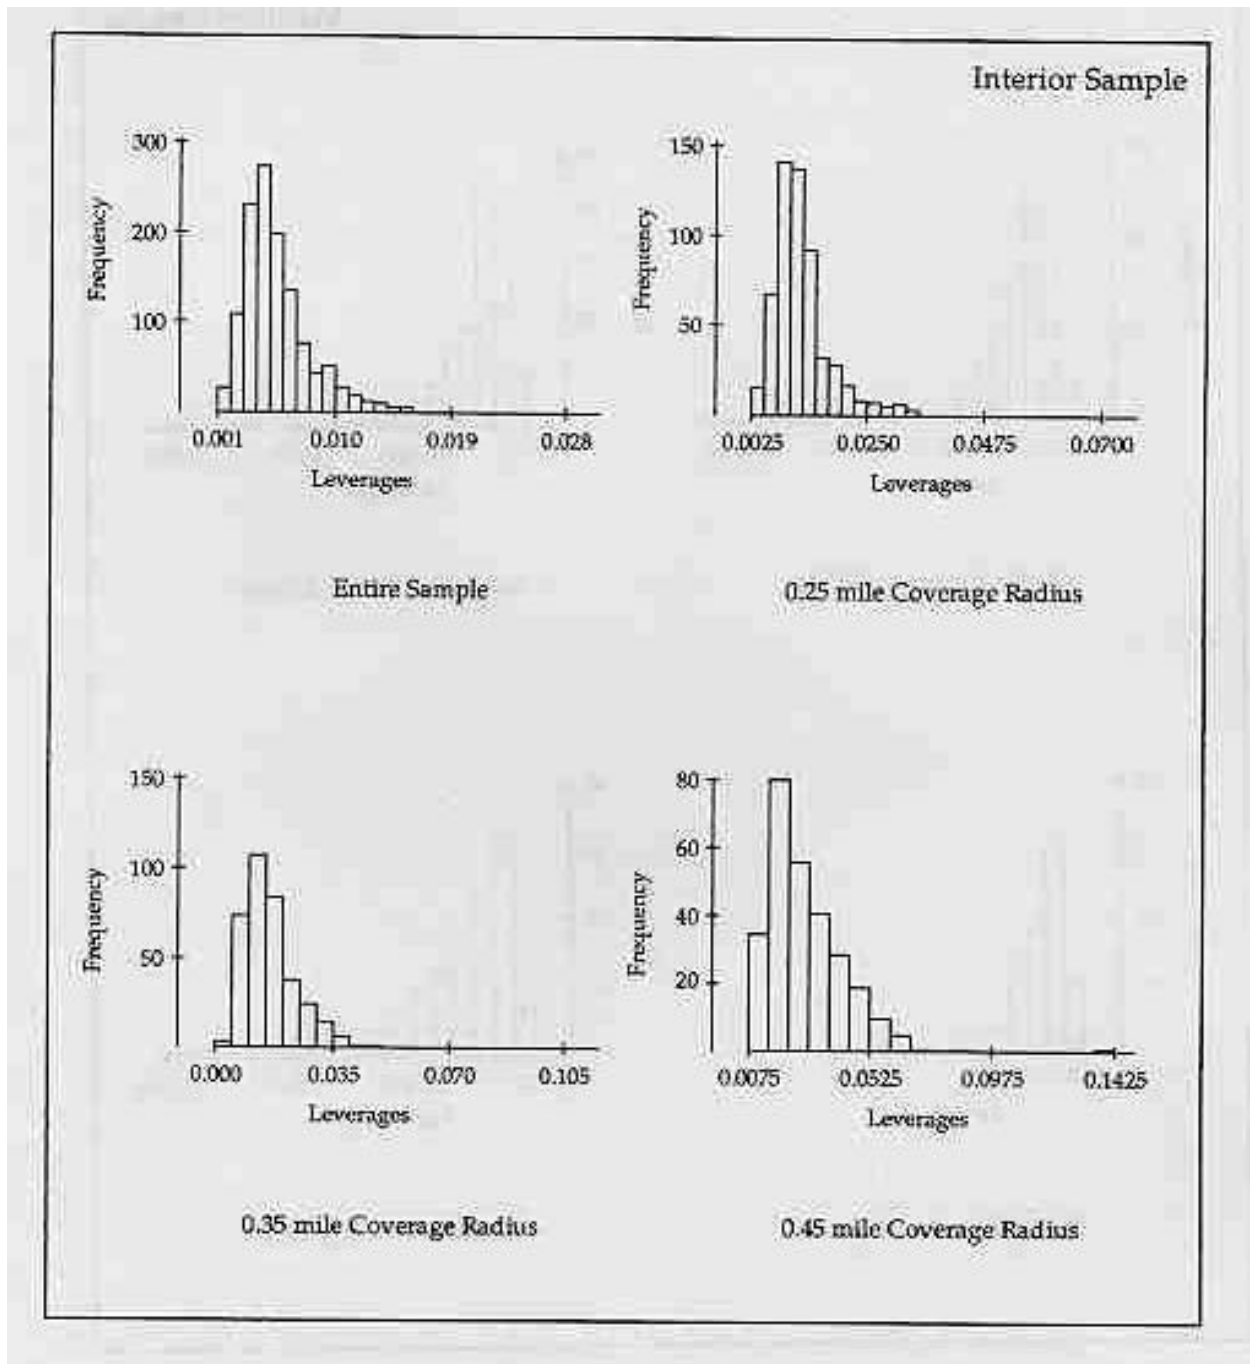 Interior Sample
300
200
100
Frequency
0.001 0.010 0.019 0.028
Leverages
Entire Sample
150
100
50
Frequency
0.0025 0.0250 0.0475 0.0700
Leverages
0.25 mile Coverage Radius
150
100
50
Frequency
0.000 0.035 0.070 0.105
Leverages
0.35 mile Coverage Radius
80
60
40
20
Frequency
0.0075 0.0525 0.0975 0.1425
Leverages
0.45 mile Coverage Radius